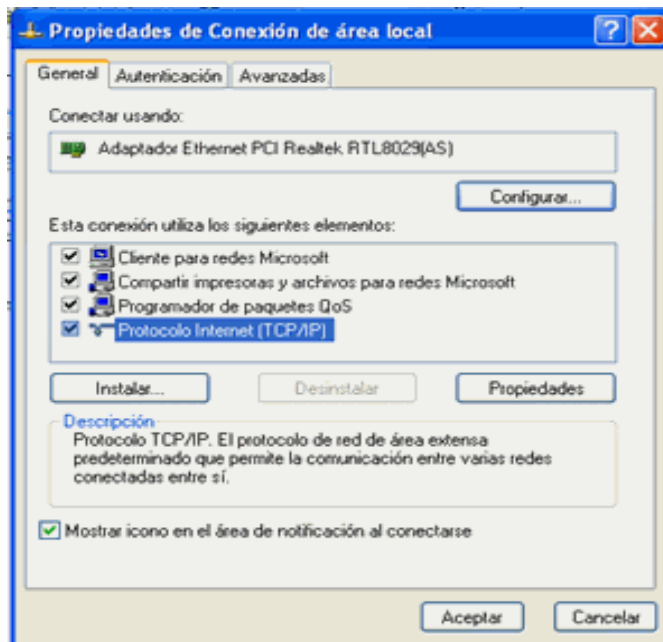 Propiedades de Conexión de área local
General Autenticación Avanzadas
Conectar usando:
Adaptador Ethernet PCI Realtek RTL8029(AS)
Configurar...
Esta conexión utiliza los siguientes elementos:
Cliente para redes Microsoft
Compartir impresoras y archivos para redes Microsoft
Programador de paquetes QoS
Protocolo Internet (TCP/IP)
Instalar... Desinstalar Propiedades
Descripción
Protocolo TCP/IP. El protocolo de red de área extensa
predeterminado que permite la comunicación entre varias redes
conectadas entre sí.
Mostrar icono en el área de notificación al conectarse
Aceptar Cancelar